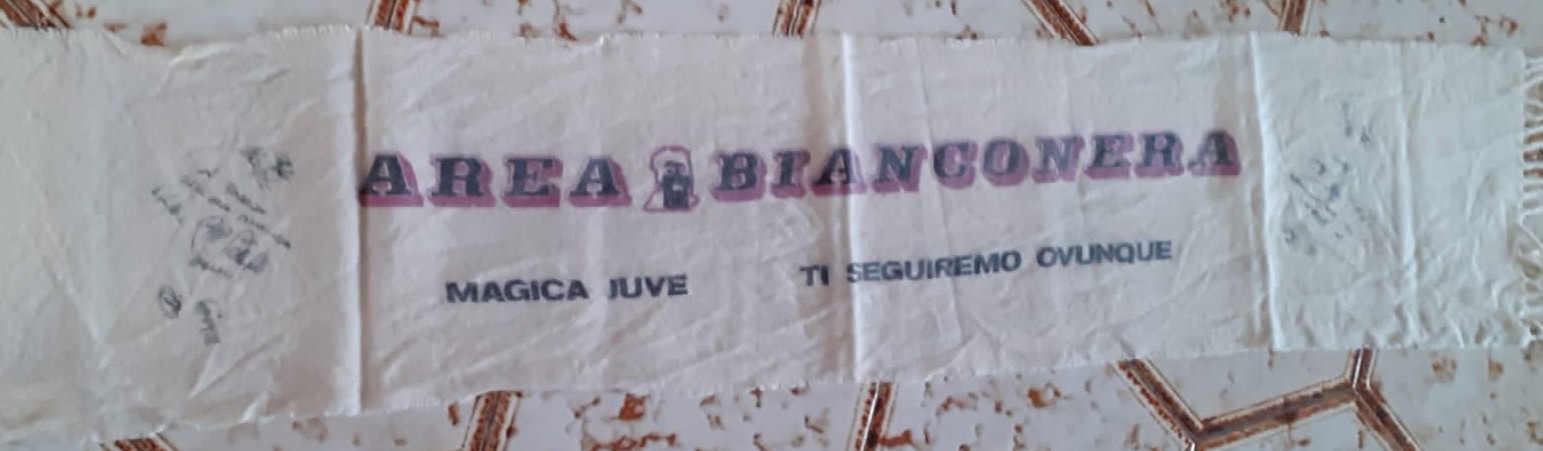 AREA BIANCONERA
MAGICA JUVE TI SEGUIREMO OVUNQUE